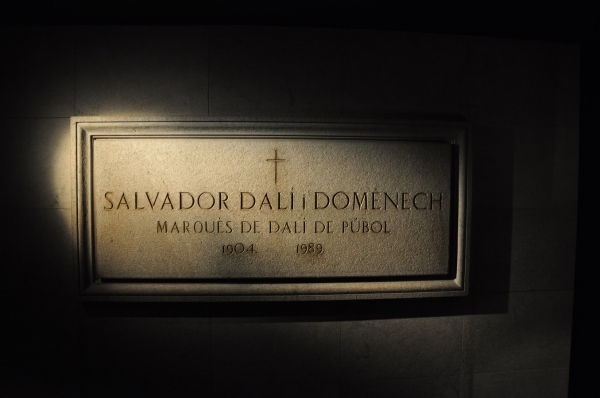 SALVADOR DALÍ i DOMÈNECH
MARQUÈS DE DALÍ DE PÚBOL
1904. 1989.